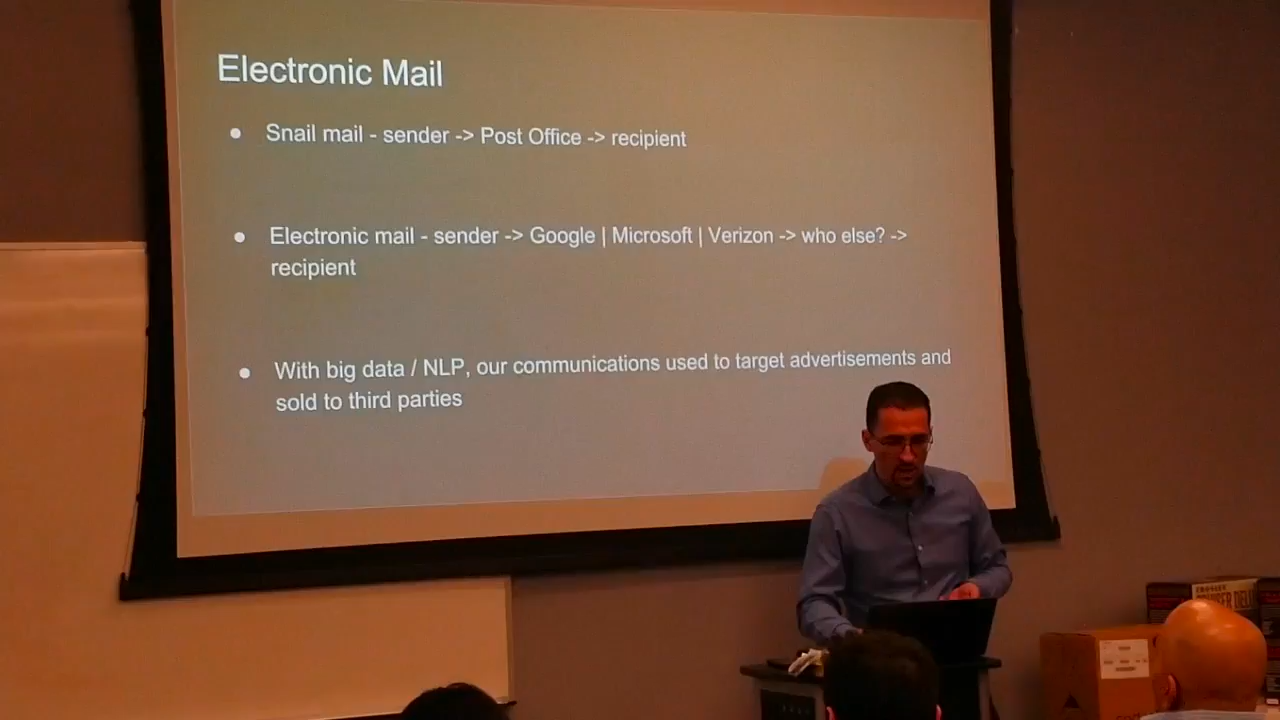 Electronic Mail
● Snail mail - sender -> Post Office -> recipient
● Electronic mail - sender -> Google | Microsoft | Verizon -> who else? ->
recipient
● With big data / NLP, our communications used to target advertisements and
sold to third parties